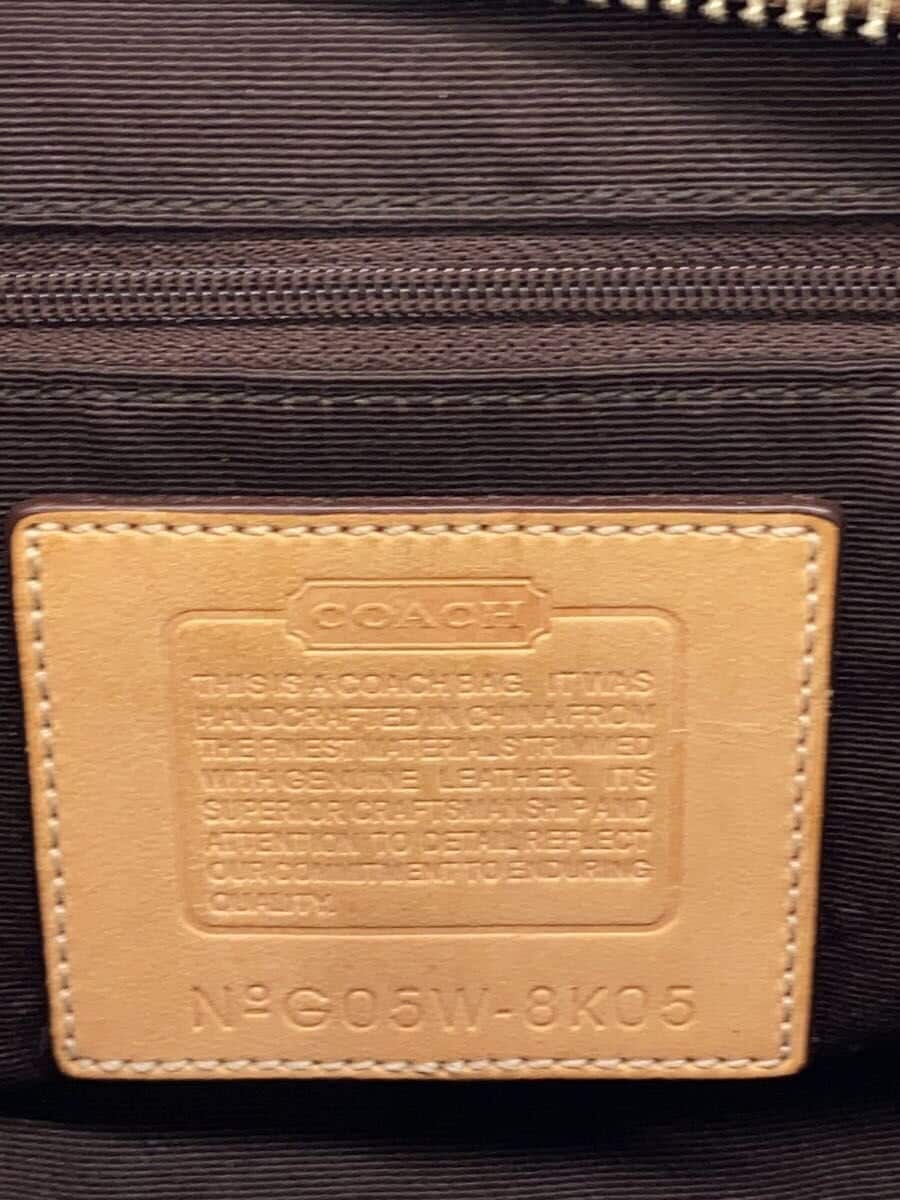 COACH
THIS IS A COACH BAG. IT WAS
HANDCRAFTED IN CHINA FROM
THE FINEST MATERIALS TRIMMED
WITH GENUINE LEATHER. ITS
SUPERIOR CRAFTSMANSHIP AND
ATTENTION TO DETAIL REFLECT
OUR COMMITMENT TO ENDURING
QUALITY.
NºG05W-8K05